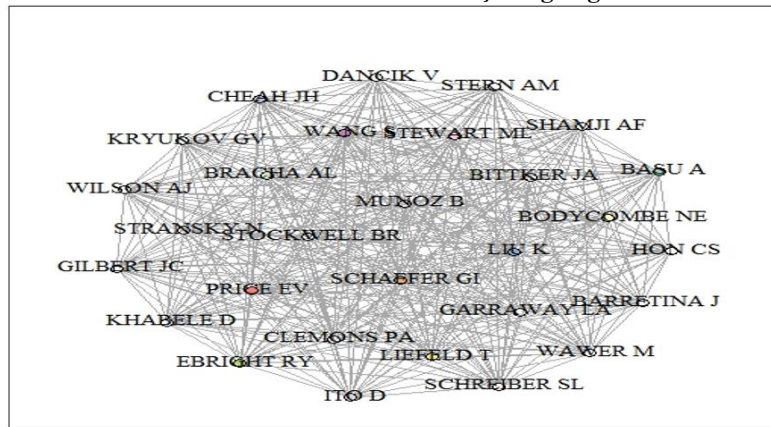 DANCIK V
STERN AM
CHEAH JH
SHAMJI AF
WANG S
STEWART ML
KRYUKOV GV
BASU A
BRACHA AL
BITTKER JA
WILSON AJ
MUNOZ B
BODYCOMBE NE
STRANSKY N
STOCKWELL BR
LIU K
HON CS
GILBERT JC
SCHAEFER GI
PRICE EV
BARRETINA J
GARRAWAY LA
KHABELE D
CLEMONS PA
LIEFELD T
WAWER M
EBRIGHT RY
SCHREIBER SL
ITO D